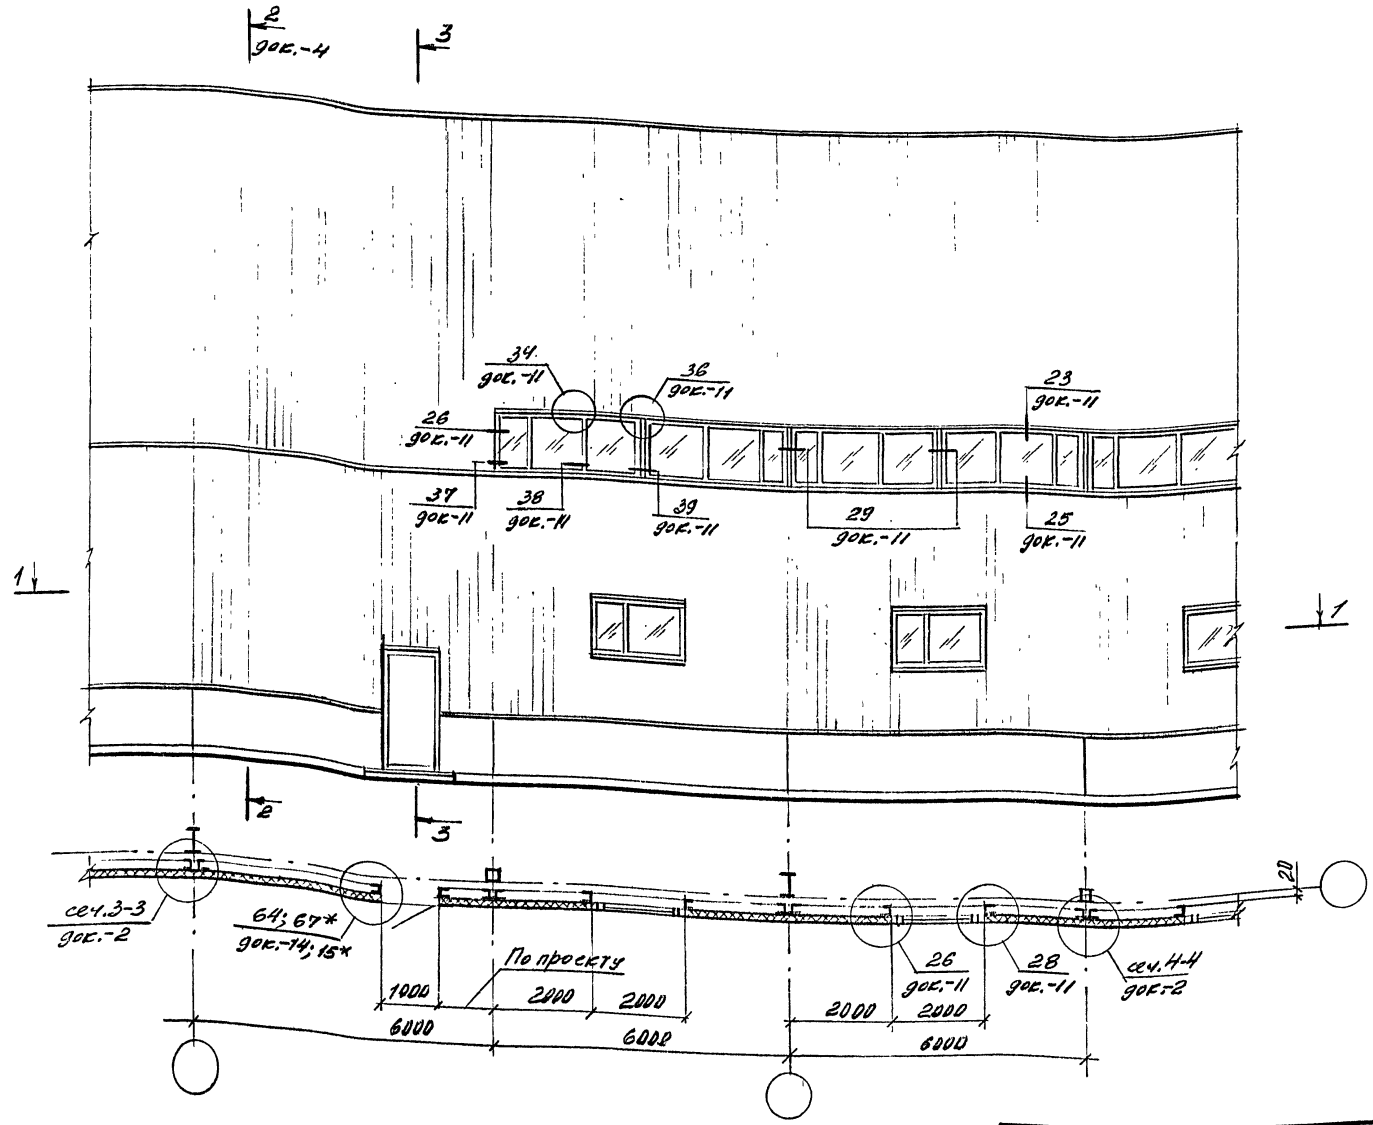 2
док.-4
3
34.
док.-11
36
док.-11
23
док.-11
26
док.-11
37
док-11
38
док.-11
39
док.-11
29
док.-11
25
док.-11
1
1
2
3
20
сеч.3-3
док.-2
64; 67*
док.-14; 15*
По проекту
26
док.-11
28
док.-11
сеч.4-4
док.-2
1000
2000
2000
2000
2000
6000
6000
6000